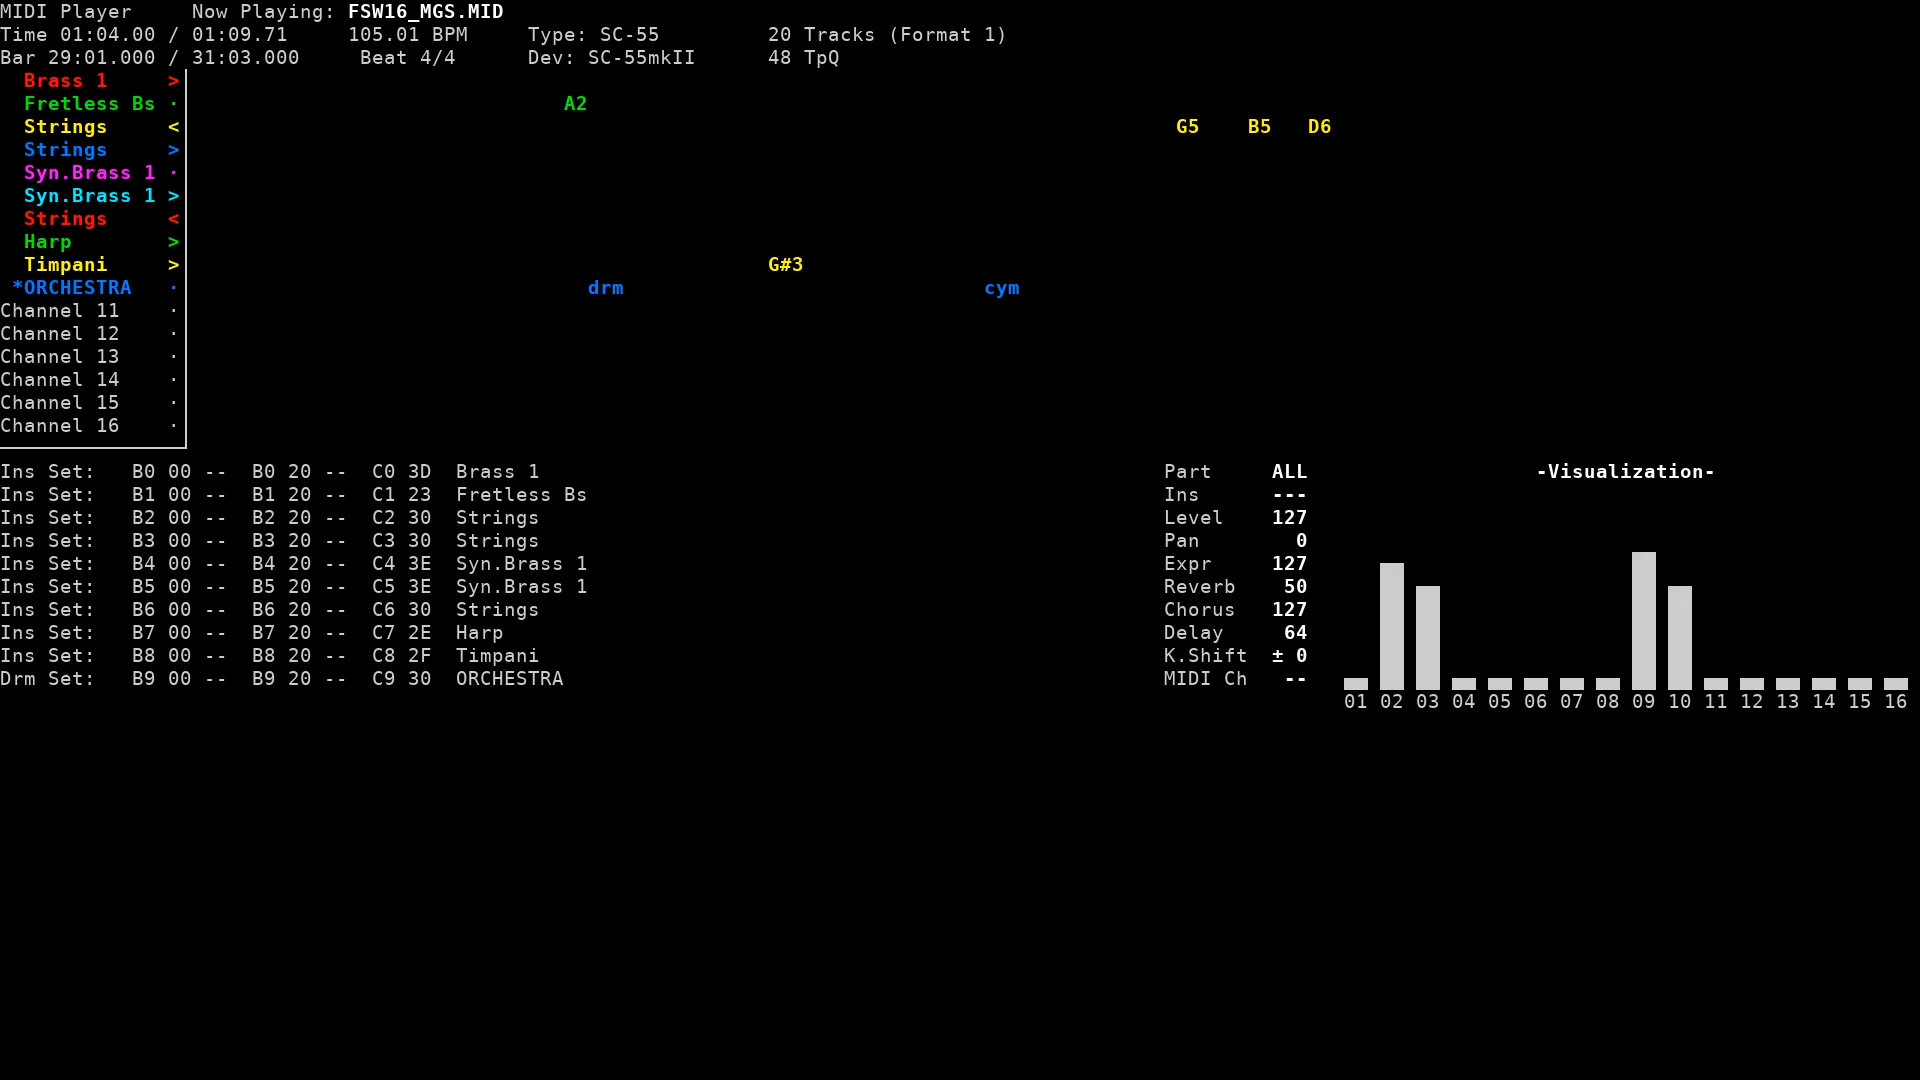 MIDI Player     Now Playing: FSW16_MGS.MID
Time 01:04.00 / 01:09.71     105.01 BPM     Type: SC-55         20 Tracks (Format 1)
Bar 29:01.000 / 31:03.000     Beat 4/4      Dev: SC-55mkII      48 TpQ
Brass 1 >
Fretless Bs · A2
Strings < G5 B5 D6
Strings >
Syn.Brass 1 ·
Syn.Brass 1 >
Strings <
Harp >
Timpani > G#3
*ORCHESTRA · drm cym
Channel 11 ·
Channel 12 ·
Channel 13 ·
Channel 14 ·
Channel 15 ·
Channel 16 ·
Ins Set:   B0 00 --  B0 20 --  C0 3D  Brass 1
Ins Set:   B1 00 --  B1 20 --  C1 23  Fretless Bs
Ins Set:   B2 00 --  B2 20 --  C2 30  Strings
Ins Set:   B3 00 --  B3 20 --  C3 30  Strings
Ins Set:   B4 00 --  B4 20 --  C4 3E  Syn.Brass 1
Ins Set:   B5 00 --  B5 20 --  C5 3E  Syn.Brass 1
Ins Set:   B6 00 --  B6 20 --  C6 30  Strings
Ins Set:   B7 00 --  B7 20 --  C7 2E  Harp
Ins Set:   B8 00 --  B8 20 --  C8 2F  Timpani
Drm Set:   B9 00 --  B9 20 --  C9 30  ORCHESTRA
Part ALL
Ins ---
Level 127
Pan 0
Expr 127
Reverb 50
Chorus 127
Delay 64
K.Shift ± 0
MIDI Ch --
-Visualization-
01 02 03 04 05 06 07 08 09 10 11 12 13 14 15 16